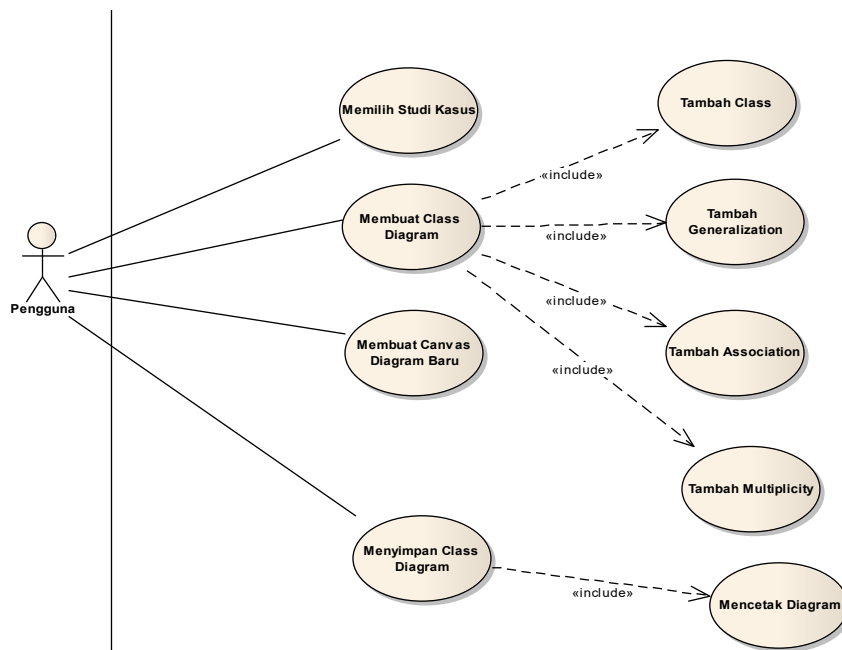 Memilih Studi Kasus
Tambah Class
«include»
Membuat Class
Diagram
Tambah
Generalization
«include»
Pengguna
«include»
Membuat Canvas
Diagram Baru
Tambah Association
«include»
Tambah Multiplicity
Menyimpan Class
Diagram
«include»
Mencetak Diagram